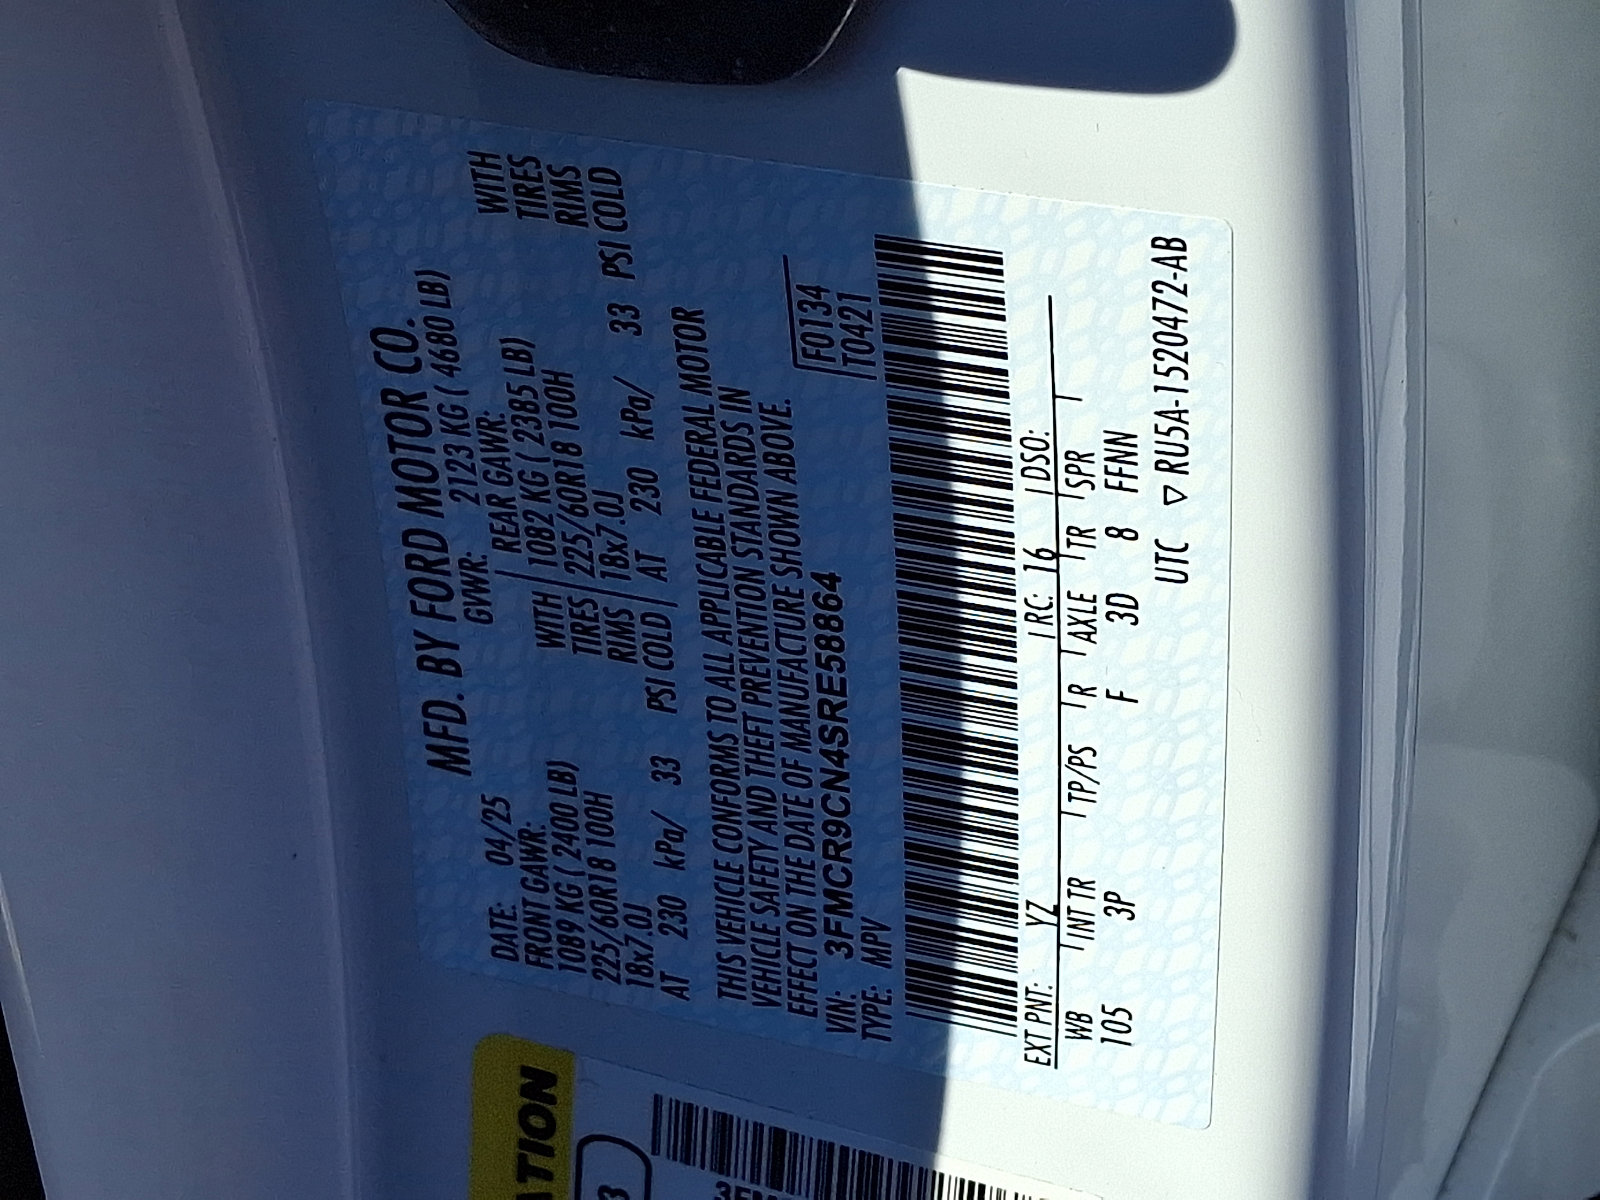 MFD. BY FORD MOTOR CO.
DATE: 04/25 GVWR: 2123 KG ( 4680 LB)
FRONT GAWR: REAR GAWR:
1089 KG ( 2400 LB) WITH 1082 KG ( 2385 LB) WITH
225/60R18 100H TIRES 225/60R18 100H TIRES
18x7.0J RIMS 18x7.0J RIMS
AT 230 kPa/ 33 PSI COLD AT 230 kPa/ 33 PSI COLD
THIS VEHICLE CONFORMS TO ALL APPLICABLE FEDERAL MOTOR
VEHICLE SAFETY AND THEFT PREVENTION STANDARDS IN
EFFECT ON THE DATE OF MANUFACTURE SHOWN ABOVE.
VIN: 3FMCR9CN4SRE58864 F0134
TYPE: MPV T0421
EXT PNT: YZ RC: 16 DSO:
WB INT TR TP/PS R AXLE TR SPR
105 3P F 3D 8 FFNN
UTC ▽ RU5A-1520472-AB
ATION
3